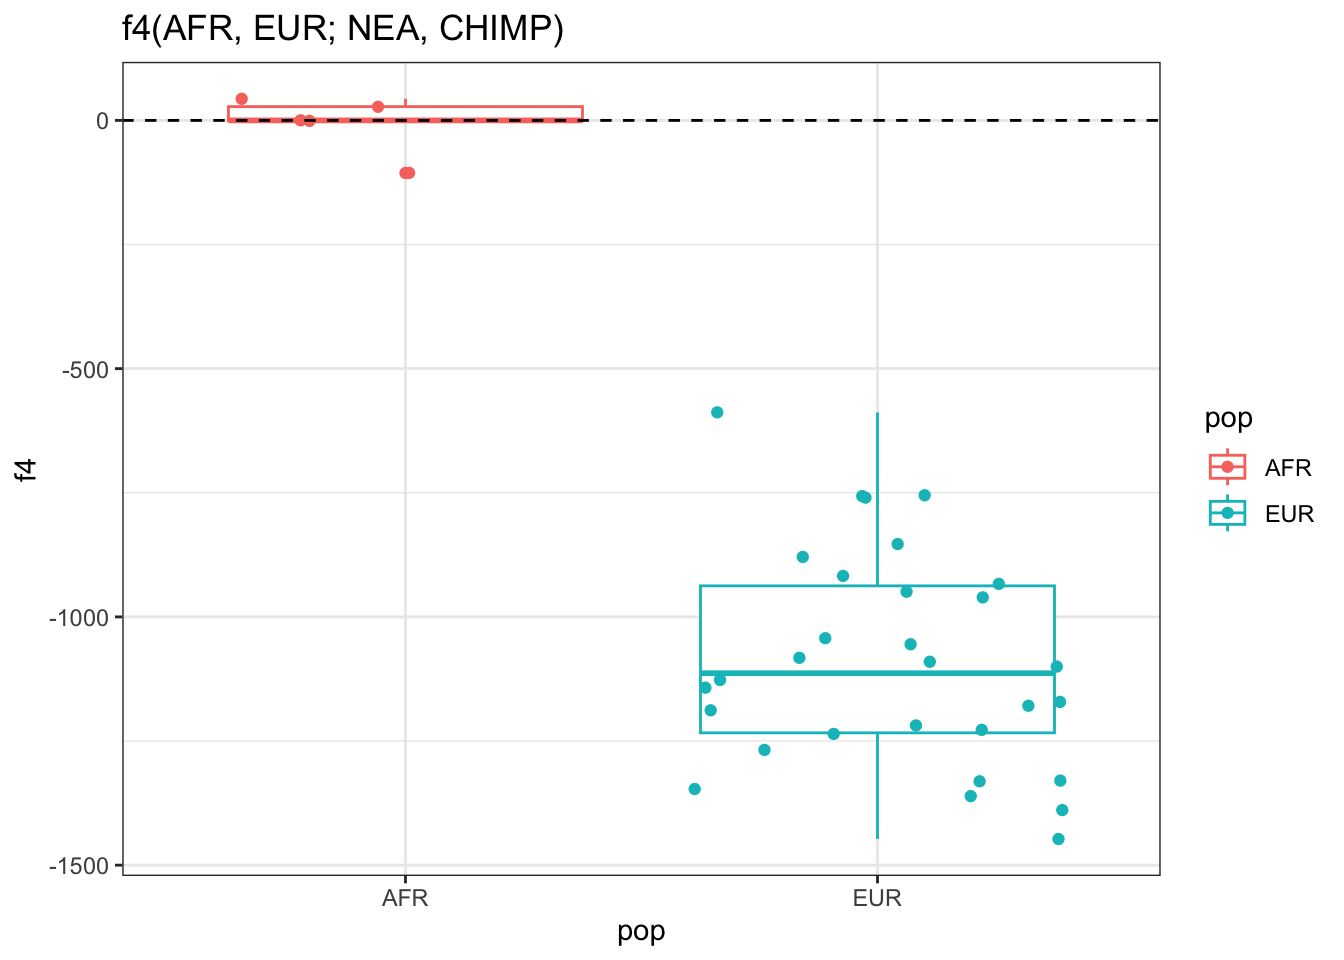 f4(AFR, EUR; NEA, CHIMP)
0
-500
-1000
-1500
f4
AFR
EUR
pop
pop
AFR
EUR